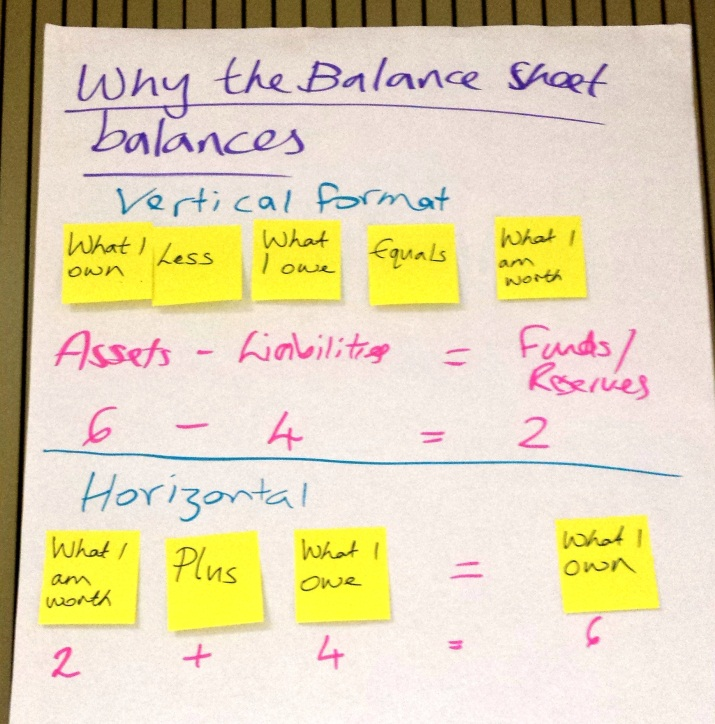 Why the Balance sheet
balances
Vertical format
What I own Less What I owe Equals What I am worth
Assets - Liabilities = Funds/
Reserves
6 - 4 = 2
Horizontal
What I am worth Plus What I owe = What I own
2 + 4 = 6